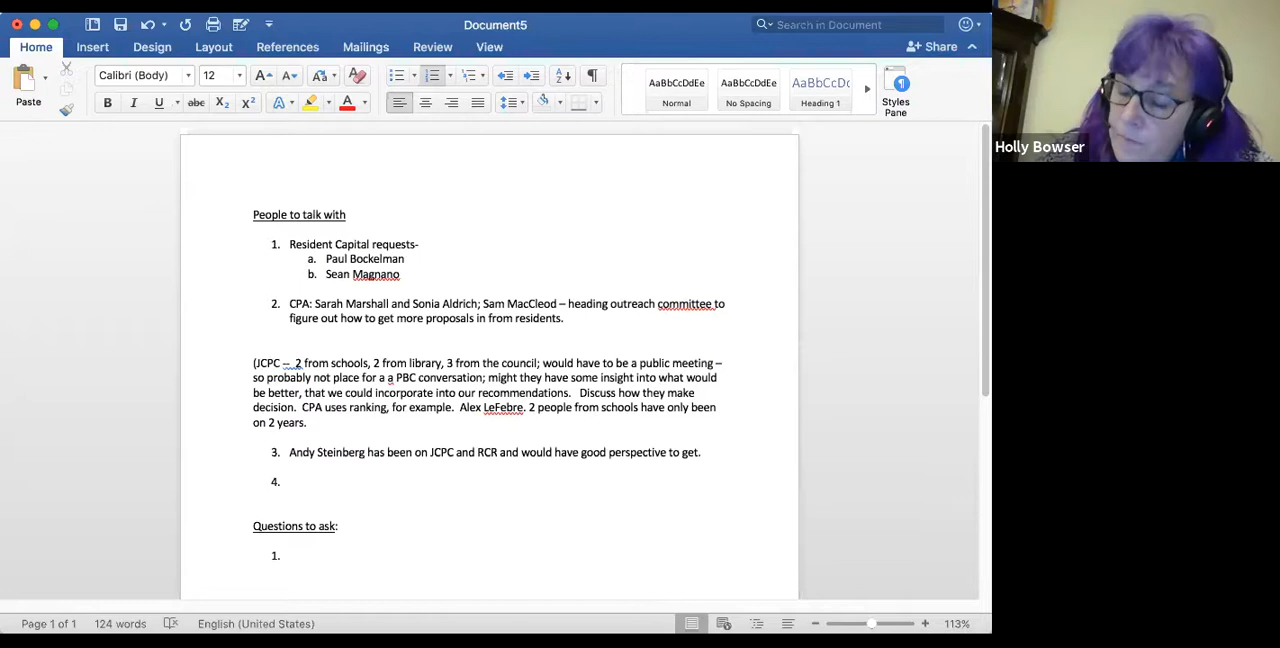 Document5
Search in Document
Home Insert Design Layout References Mailings Review View
Share
Paste
Calibri (Body) 12
AaBbCcDdEe AaBbCcDdEe AaBbCcDc
Normal No Spacing Heading 1
Styles Pane
Holly Bowser
People to talk with
1. Resident Capital requests-
a. Paul Bockelman
b. Sean Magnano
2. CPA: Sarah Marshall and Sonia Aldrich; Sam MacCleod – heading outreach committee to
figure out how to get more proposals in from residents.
(JCPC – 2 from schools, 2 from library, 3 from the council; would have to be a public meeting –
so probably not place for a a PBC conversation; might they have some insight into what would
be better, that we could incorporate into our recommendations. Discuss how they make
decision. CPA uses ranking, for example. Alex LeFebre. 2 people from schools have only been
on 2 years.
3. Andy Steinberg has been on JCPC and RCR and would have good perspective to get.
4.
Questions to ask:
1.
Page 1 of 1 124 words English (United States) 113%